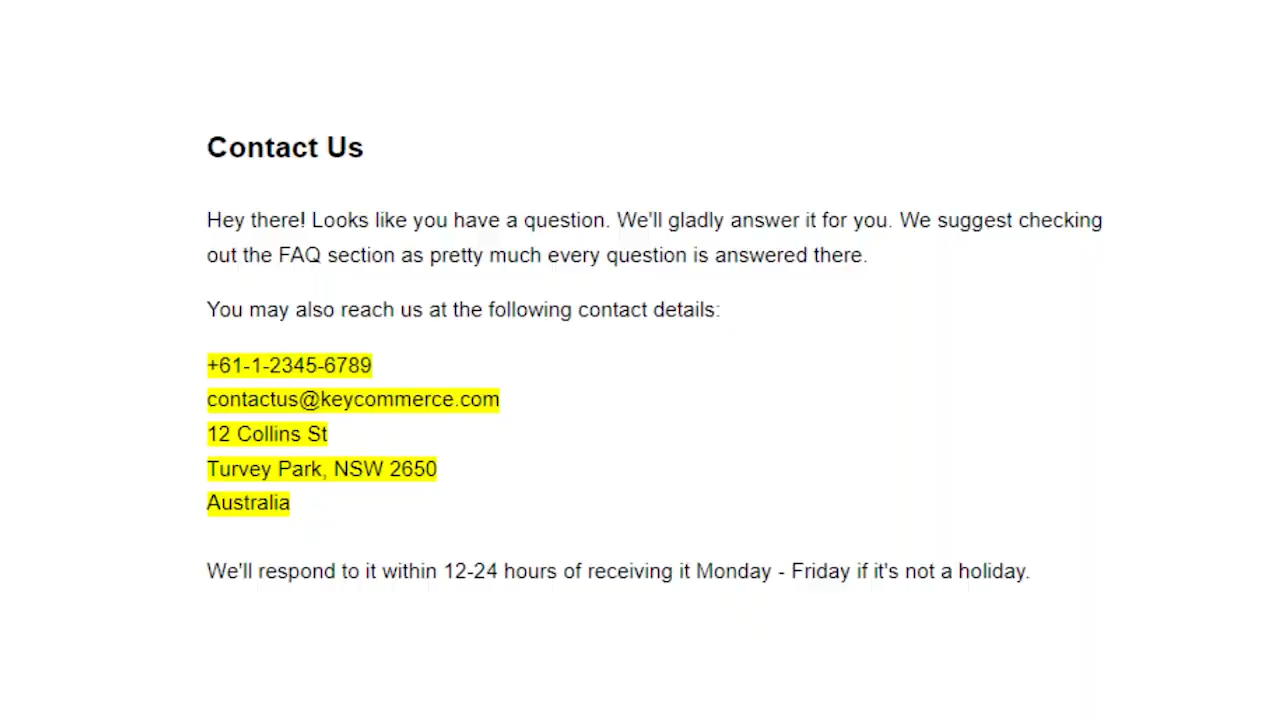 Contact Us
Hey there! Looks like you have a question. We'll gladly answer it for you. We suggest checking
out the FAQ section as pretty much every question is answered there.
You may also reach us at the following contact details:
+61-1-2345-6789
contactus@keycommerce.com
12 Collins St
Turvey Park, NSW 2650
Australia
We'll respond to it within 12-24 hours of receiving it Monday - Friday if it's not a holiday.